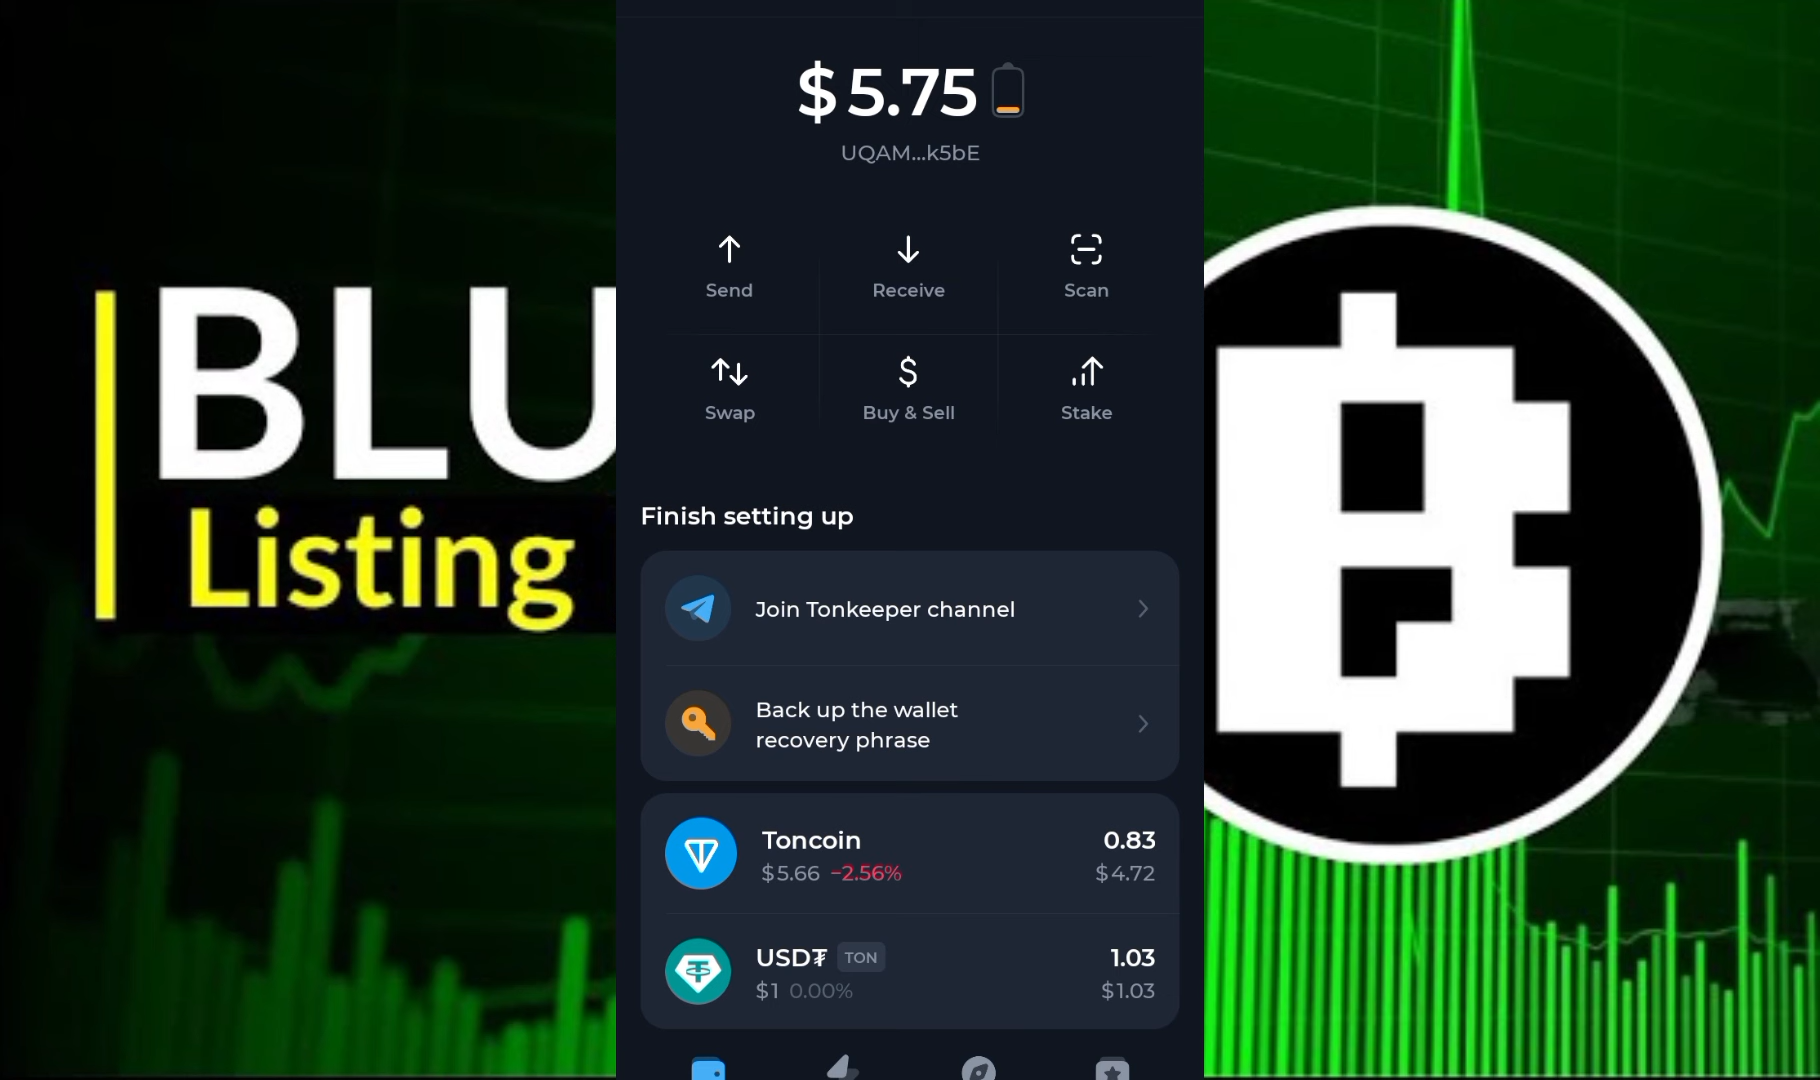 BLU
Listing
$ 5.75
UQAM...k5bE
Send
Receive
Scan
Swap
Buy & Sell
Stake
Finish setting up
Join Tonkeeper channel
Back up the wallet
recovery phrase
Toncoin
0.83
$5.66 −2.56%
$4.72
USD₮ TON
1.03
$1 0.00%
$1.03